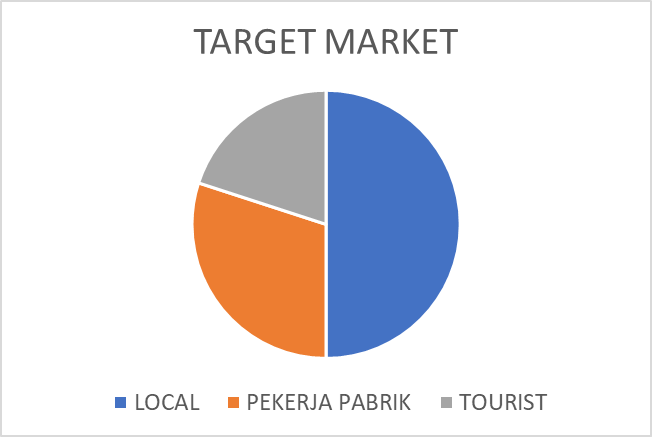 TARGET MARKET
LOCAL PEKERJA PABRIK TOURIST